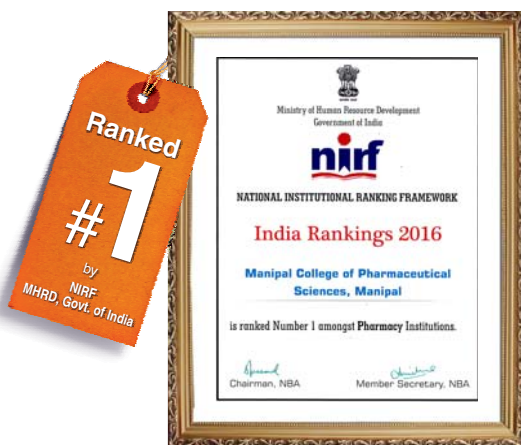 Ranked
#1
by
NIRF
MHRD, Govt. of India
Ministry of Human Resource Development
Government of India
nirf
NATIONAL INSTITUTIONAL RANKING FRAMEWORK
India Rankings 2016
Manipal College of Pharmaceutical
Sciences, Manipal
is ranked Number 1 amongst Pharmacy Institutions.
Chairman, NBA
Member Secretary, NBA